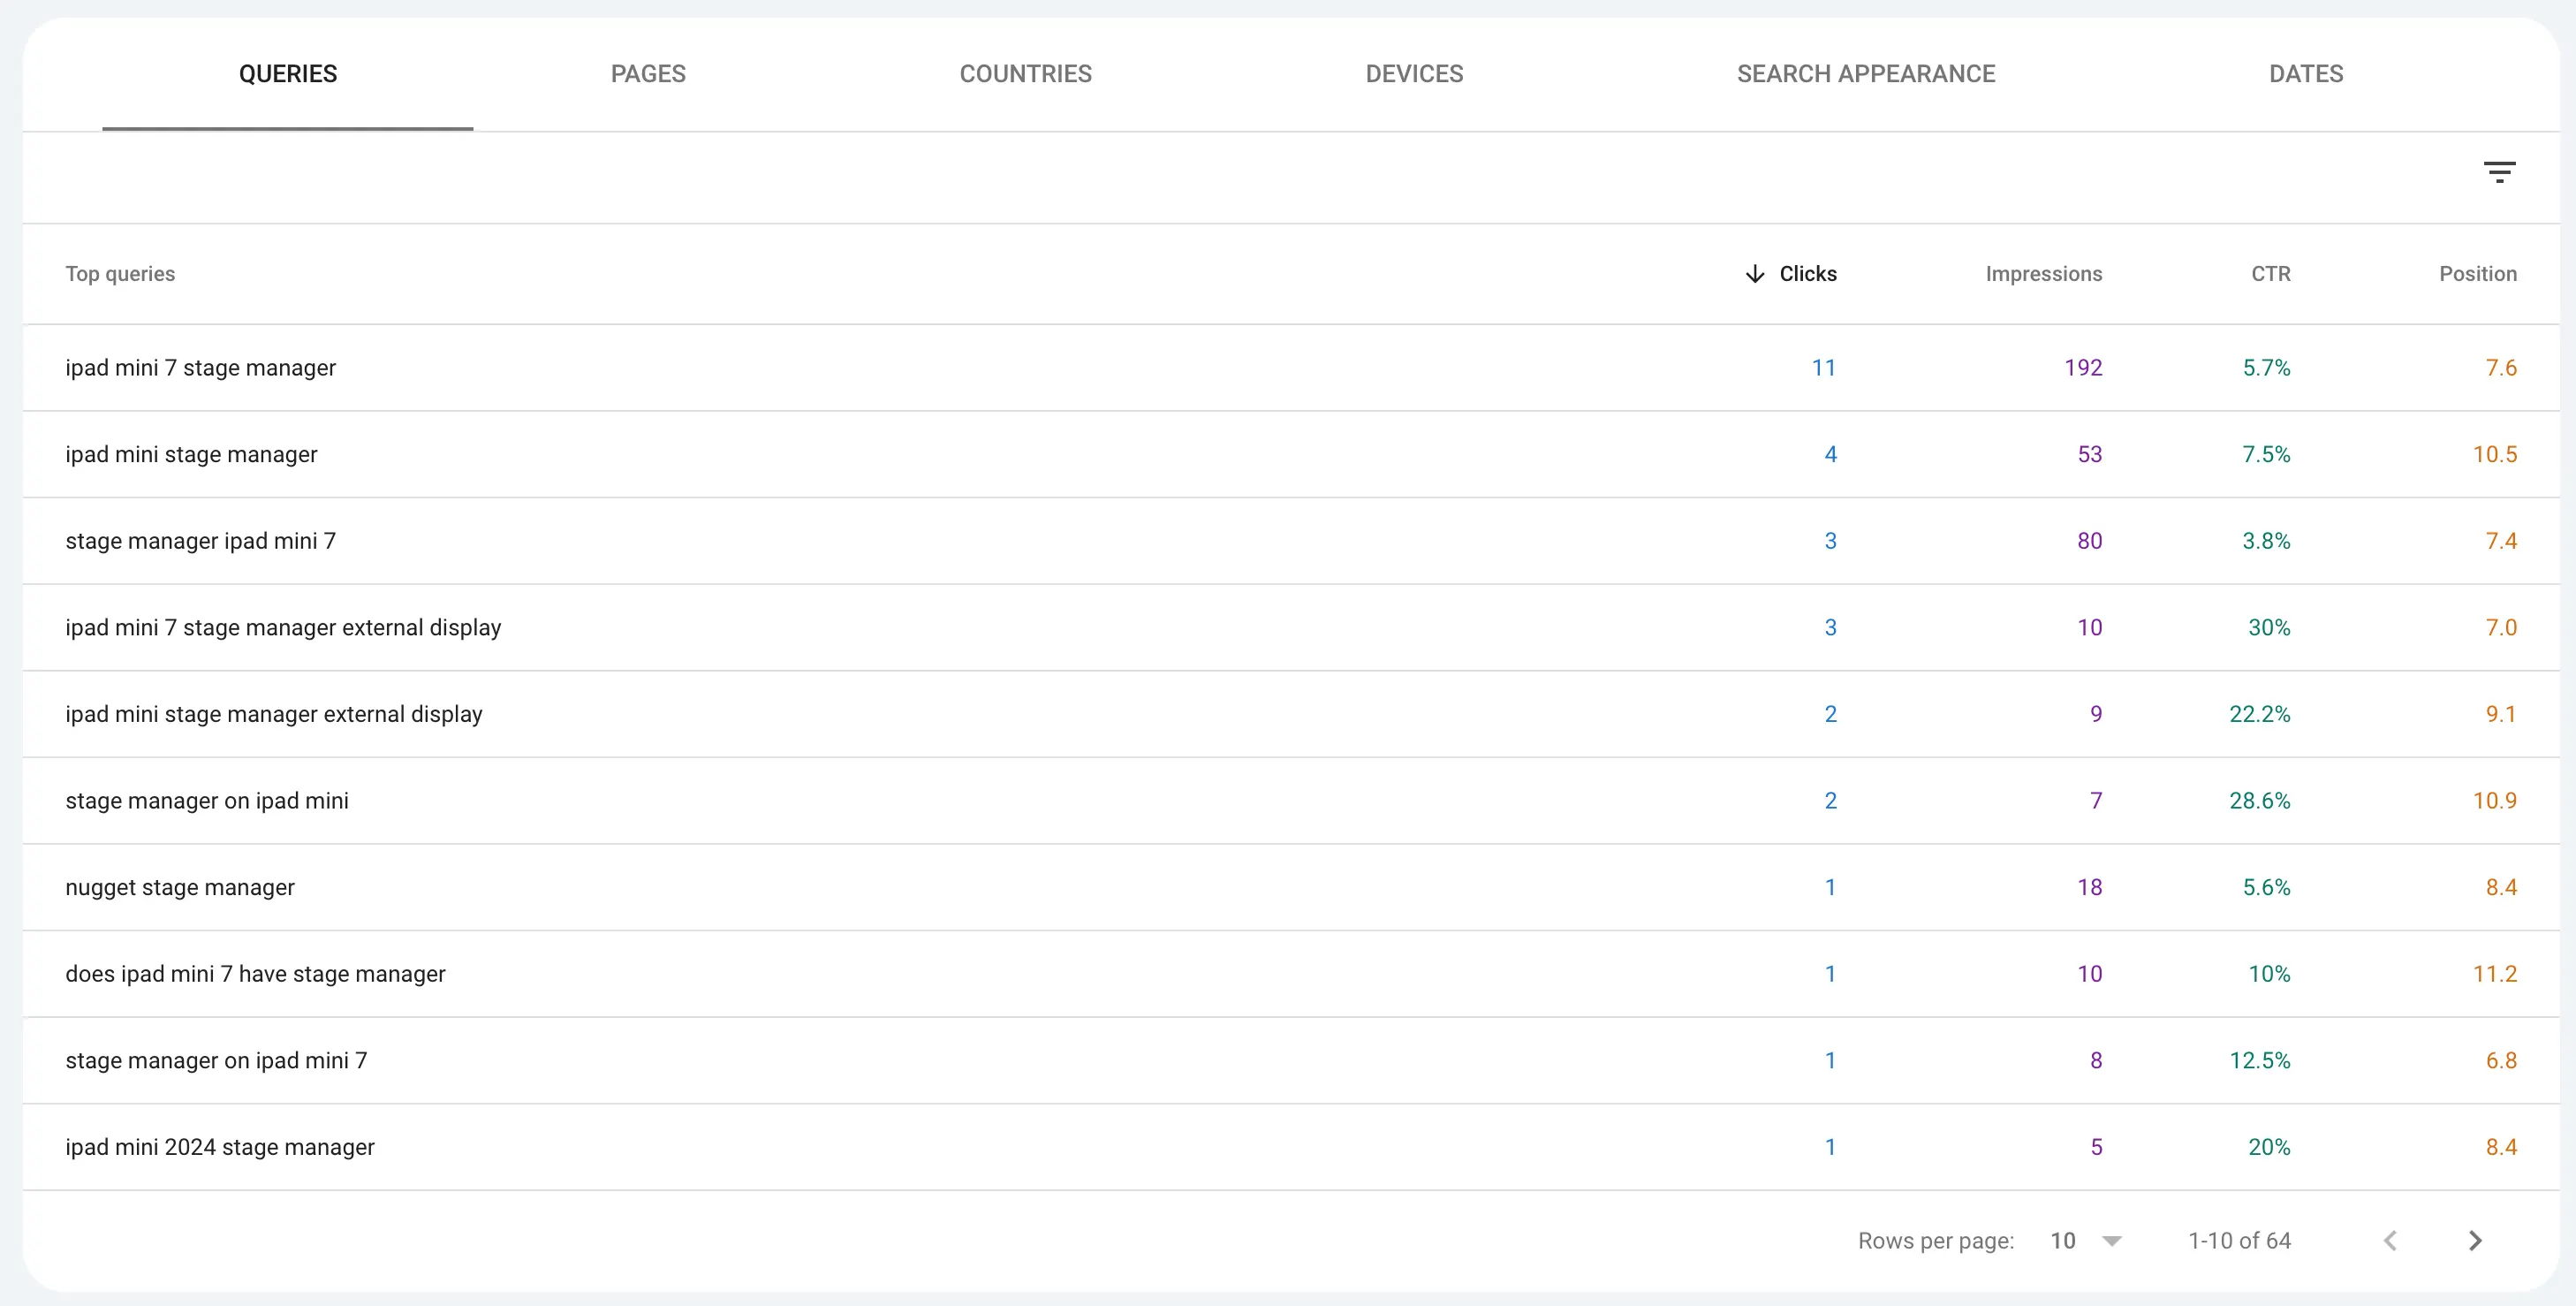 QUERIES PAGES COUNTRIES DEVICES SEARCH APPEARANCE DATES
Top queries Clicks Impressions CTR Position
ipad mini 7 stage manager 11 192 5.7% 7.6
ipad mini stage manager 4 53 7.5% 10.5
stage manager ipad mini 7 3 80 3.8% 7.4
ipad mini 7 stage manager external display 3 10 30% 7.0
ipad mini stage manager external display 2 9 22.2% 9.1
stage manager on ipad mini 2 7 28.6% 10.9
nugget stage manager 1 18 5.6% 8.4
does ipad mini 7 have stage manager 1 10 10% 11.2
stage manager on ipad mini 7 1 8 12.5% 6.8
ipad mini 2024 stage manager 1 5 20% 8.4
Rows per page: 10 1-10 of 64